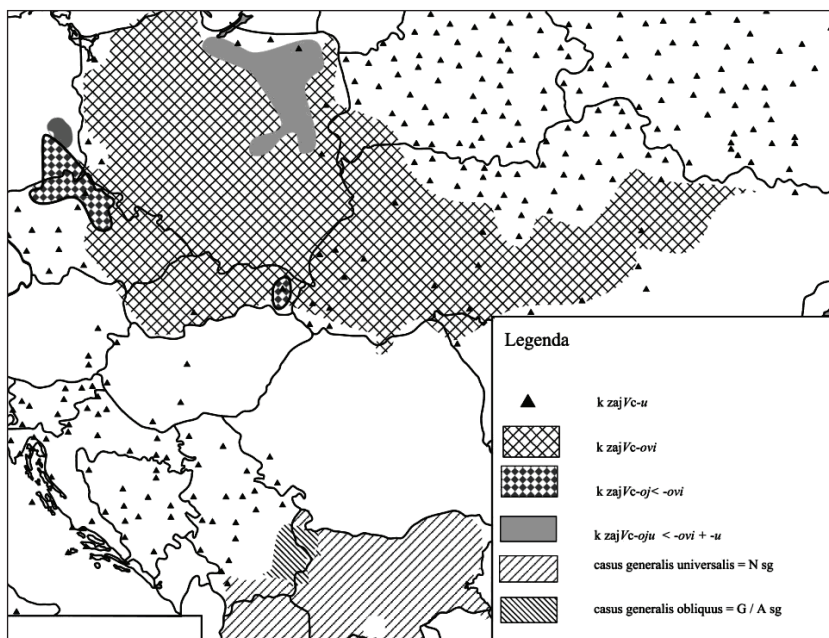 Legenda
k zajVc-u
k zajVc-ovi
k zajVc-oj< -ovi
k zajVc-oju < -ovi + -u
casus generalis universalis = N sg
casus generalis obliquus = G / A sg